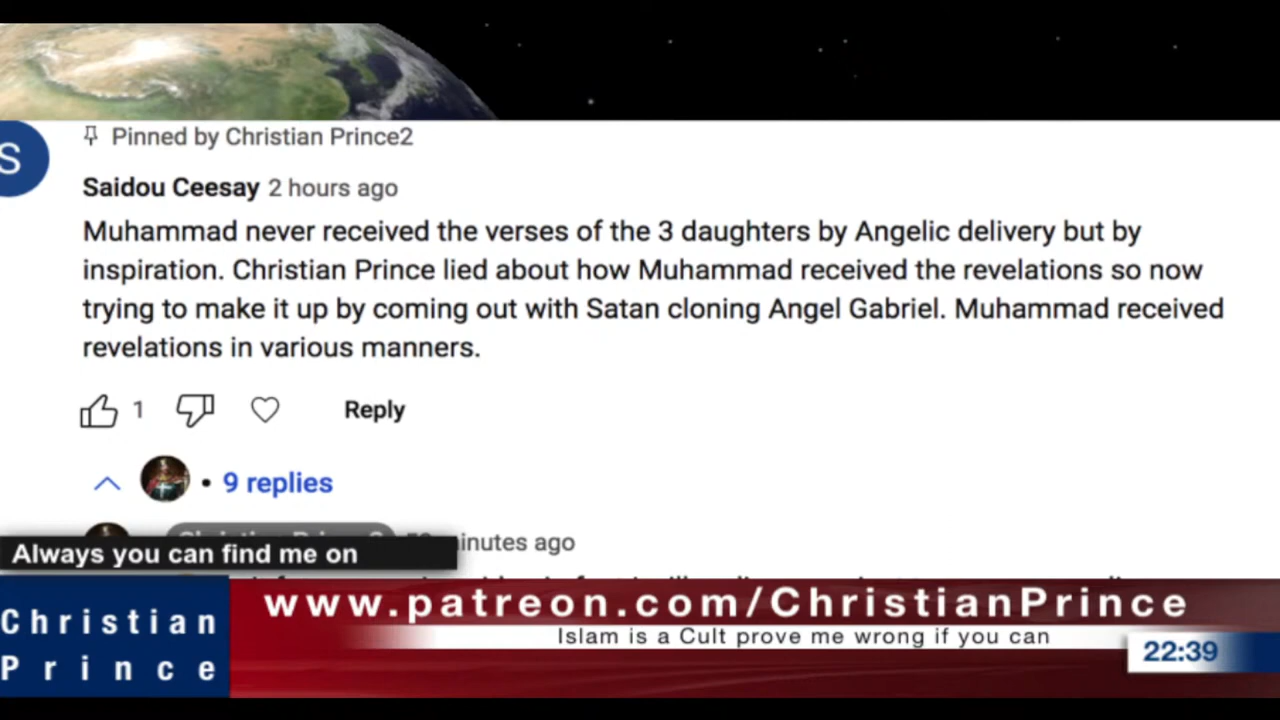 Pinned by Christian Prince2
S
Saidou Ceesay 2 hours ago
Muhammad never received the verses of the 3 daughters by Angelic delivery but by
inspiration. Christian Prince lied about how Muhammad received the revelations so now
trying to make it up by coming out with Satan cloning Angel Gabriel. Muhammad received
revelations in various manners.
1
Reply
• 9 replies
minutes ago
Always you can find me on
Christian
Prince
www.patreon.com/ChristianPrince
Islam is a Cult prove me wrong if you can
22:39